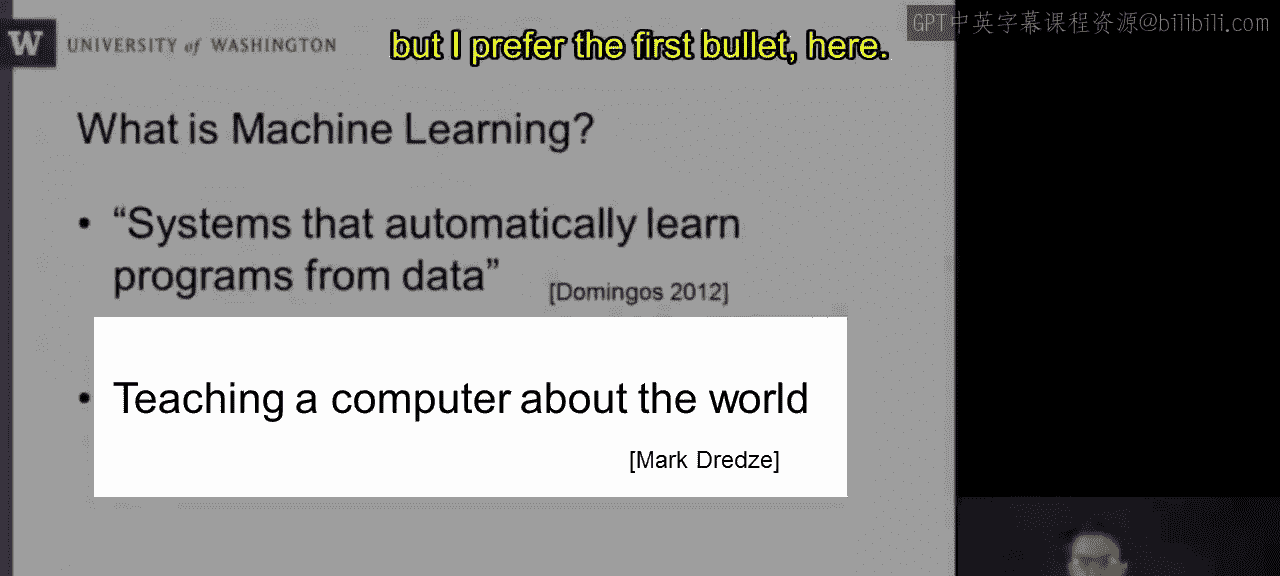 W UNIVERSITY of WASHINGTON
but I prefer the first bullet, here.
GPT中英字幕课程资源@bilibili.com
What is Machine Learning?
• “Systems that automatically learn
programs from data”
[Domingos 2012]
• Teaching a computer about the world
[Mark Dredze]